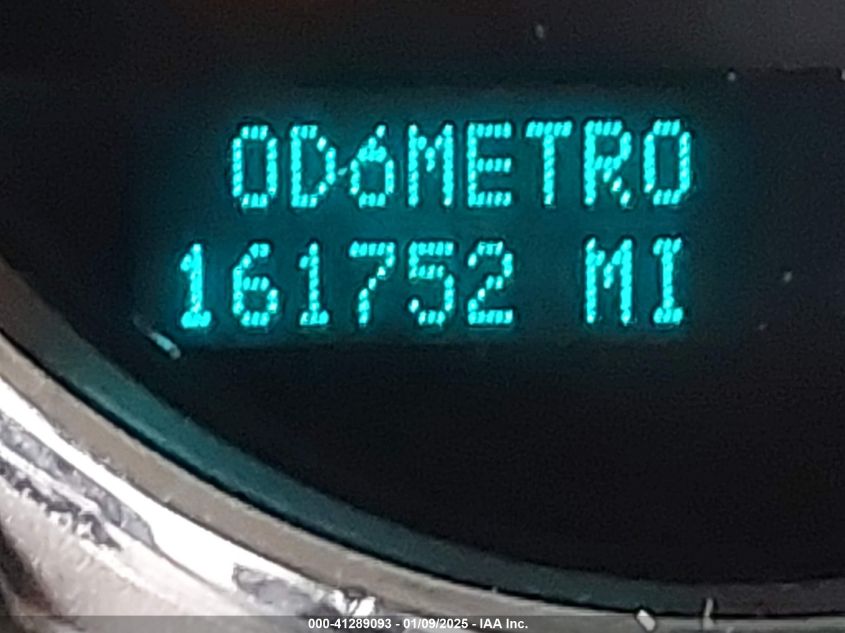 ODÓMETRO
161752 MI
000-41289093 - 01/09/2025 - IAA Inc.